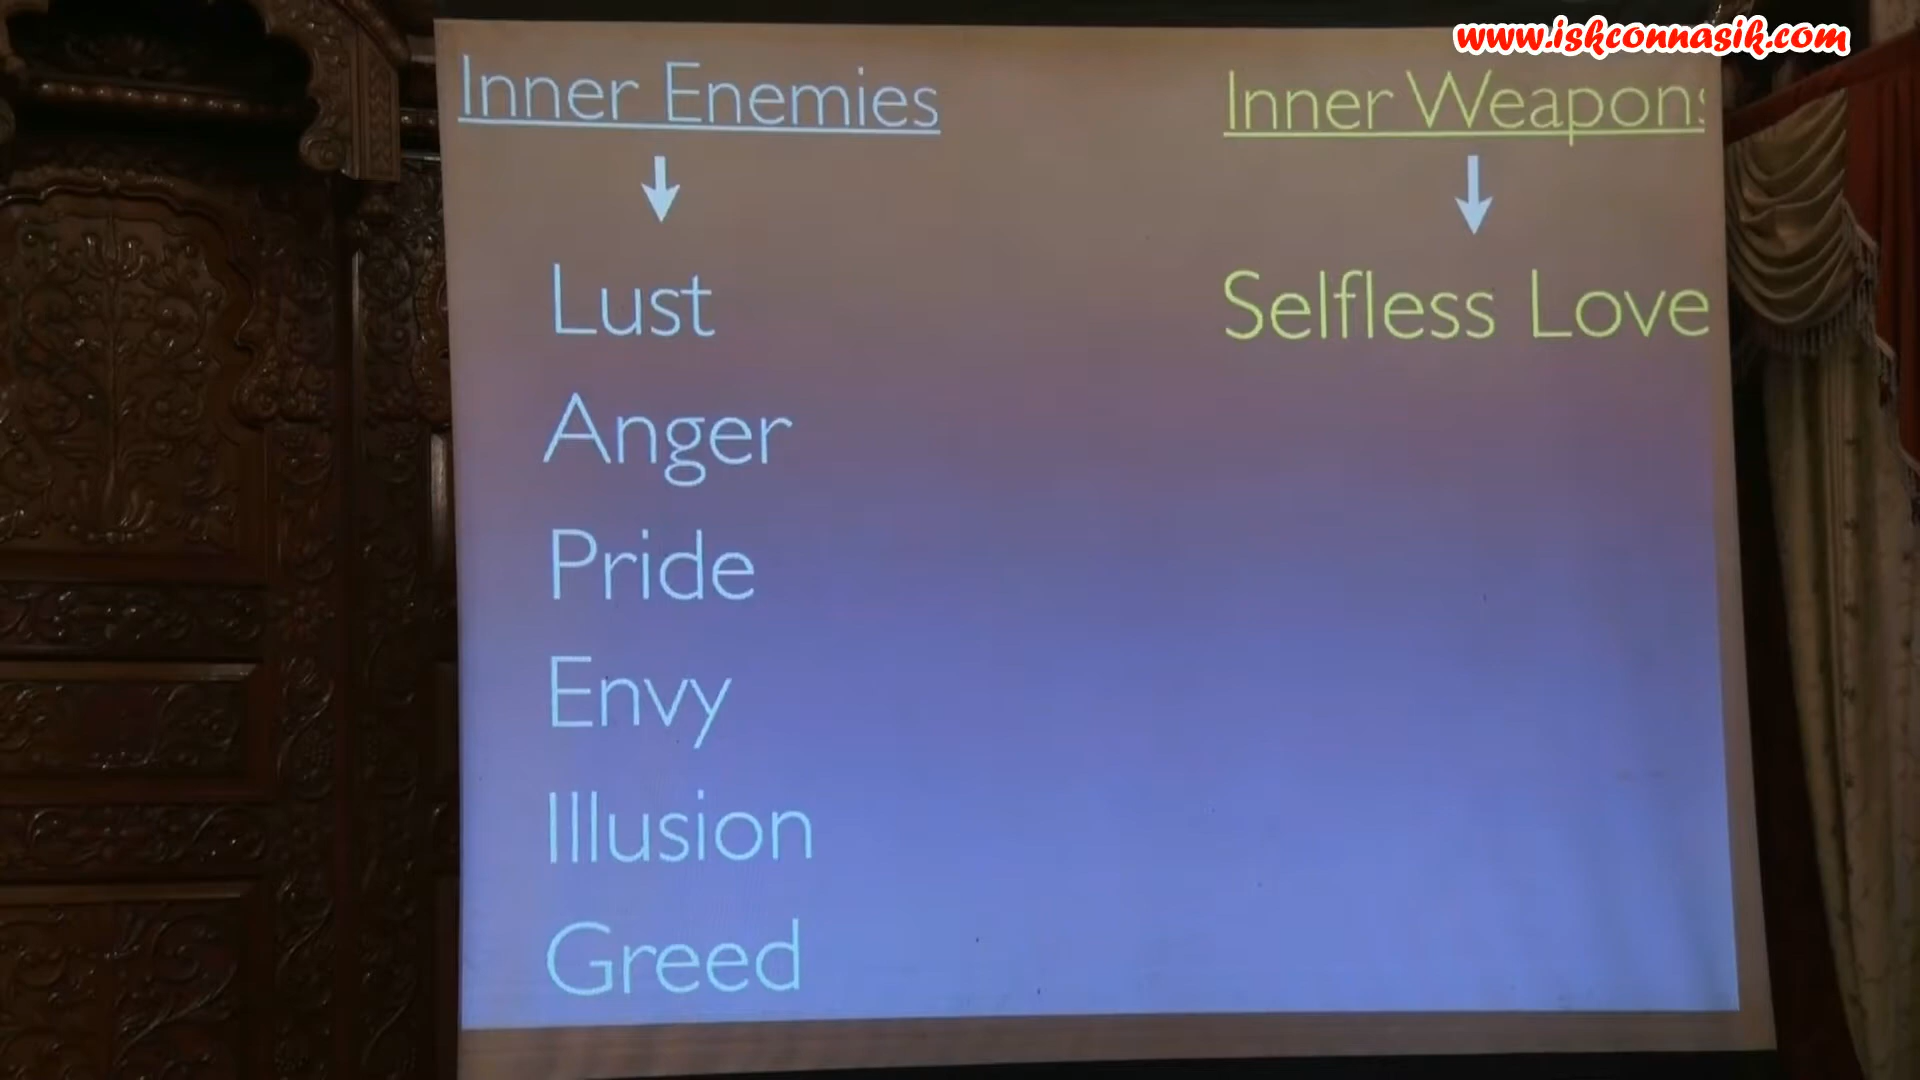 www.iskconnasik.com
Inner Enemies
Inner Weapons
Lust
Selfless Love
Anger
Pride
Envy
Illusion
Greed